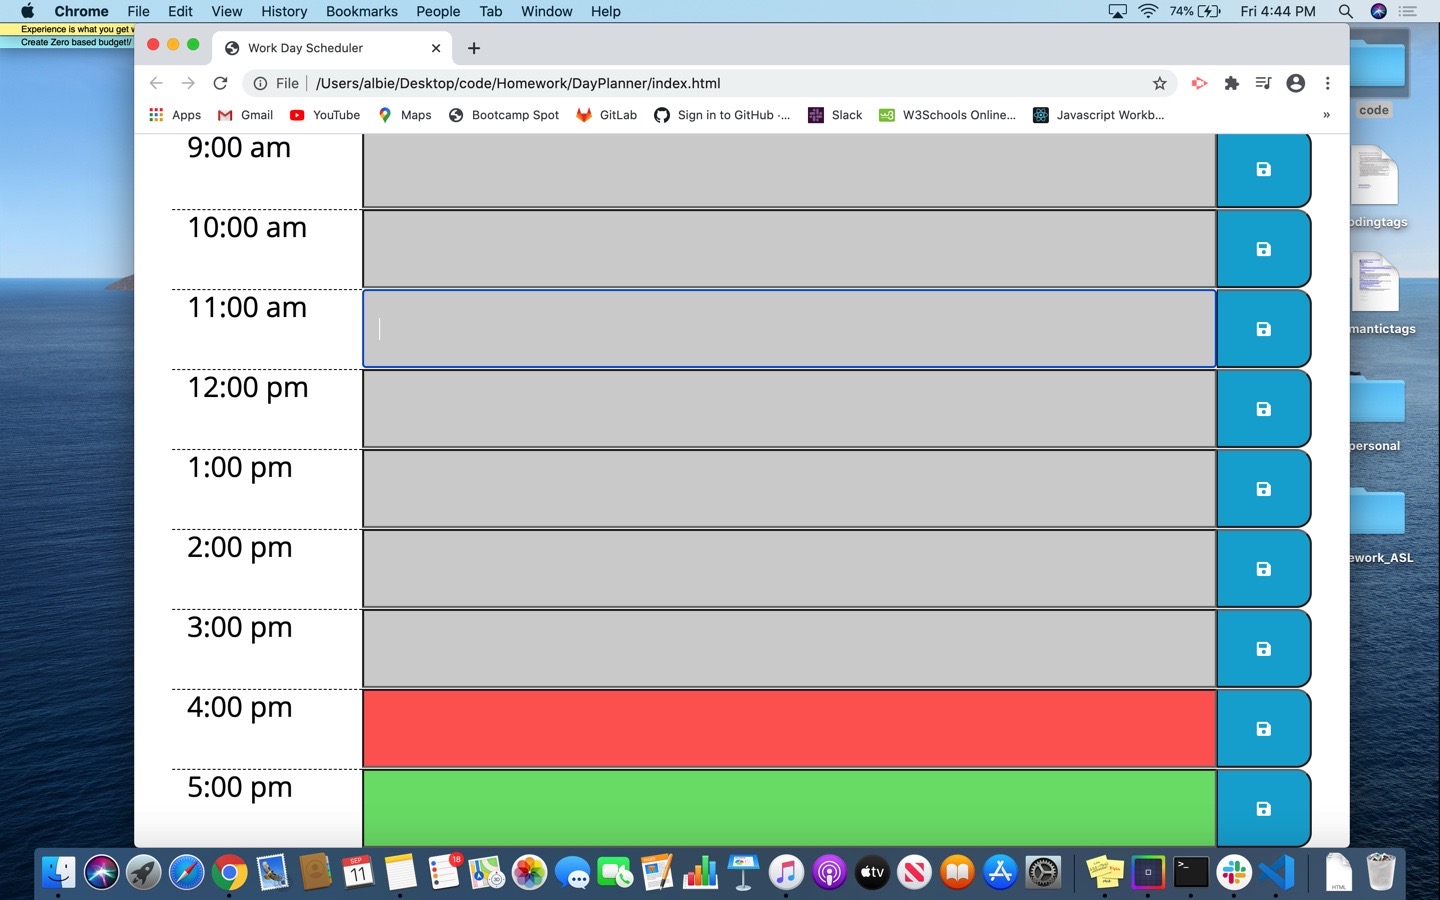 Chrome File Edit View History Bookmarks People Tab Window Help 74% Fri 4:44 PM
Experience is what you get
Create Zero based budget!/
Work Day Scheduler
File /Users/albie/Desktop/code/Homework/DayPlanner/index.html
Apps Gmail YouTube Maps Bootcamp Spot GitLab Sign in to GitHub ·... Slack W3Schools Online... Javascript Workb... »
code
9:00 am
10:00 am
odingtags
11:00 am
mantictags
12:00 pm
personal
1:00 pm
2:00 pm
ework_ASL
3:00 pm
4:00 pm
5:00 pm
SEP
11
18
tv
HTML